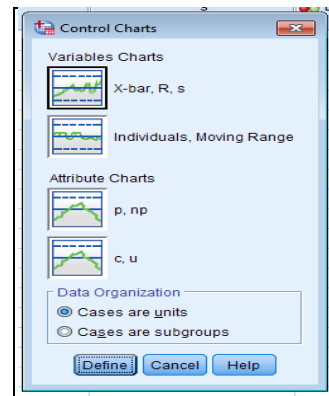 Control Charts
Variables Charts
X-bar, R, s
Individuals, Moving Range
Attribute Charts
p, np
c, u
Data Organization
Cases are units
Cases are subgroups
Define Cancel Help